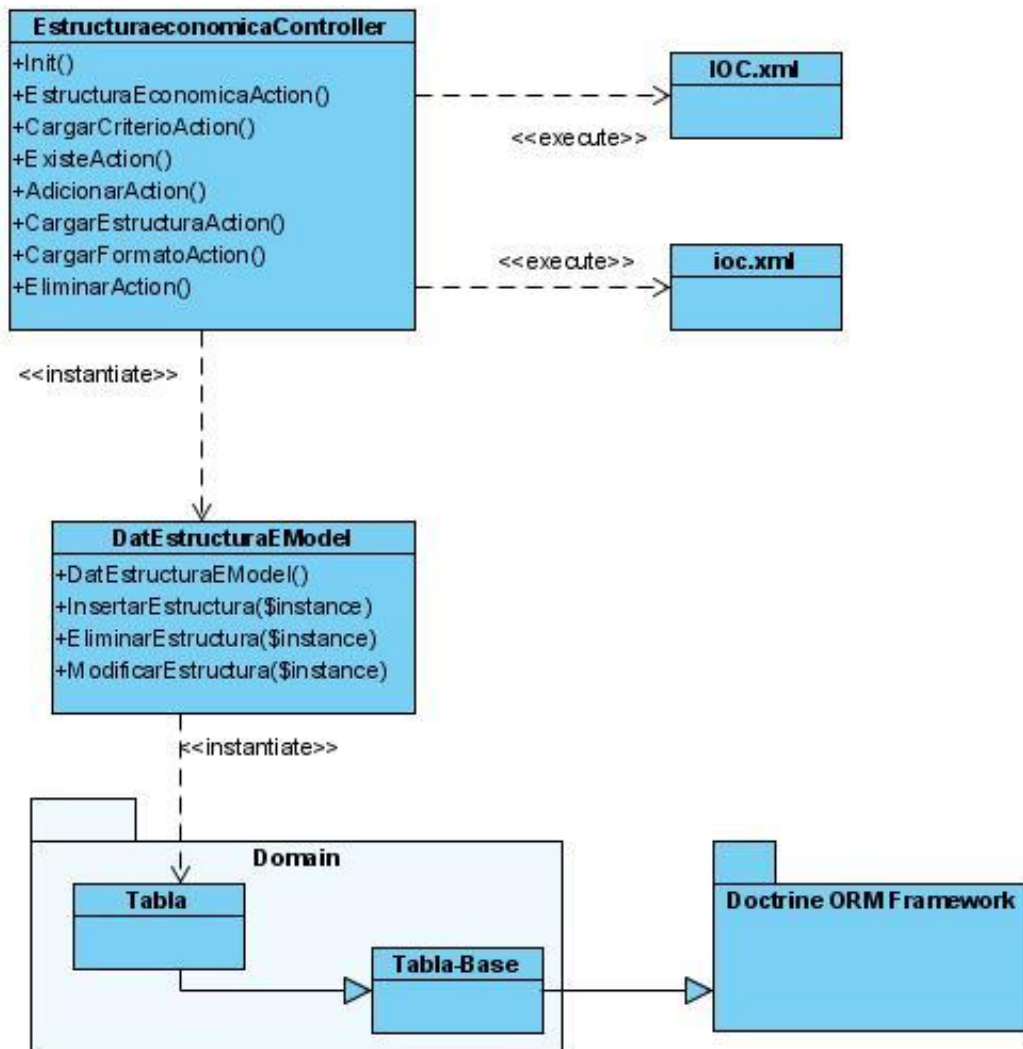 EstructuraeconomicaController
+Init()
+EstructuraEconomicaAction()
+CargarCriterioAction()
+ExisteAction()
+AdicionarAction()
+CargarEstructuraAction()
+CargarFormatoAction()
+EliminarAction()
IOC.xml
<<execute>>
<<execute>>
ioc.xml
<<instantiate>>
DatEstructuraEModel
+DatEstructuraEModel()
+InsertarEstructura($instance)
+EliminarEstructura($instance)
+ModificarEstructura($instance)
<<instantiate>>
Domain
Tabla
Tabla-Base
Doctrine ORM Framework